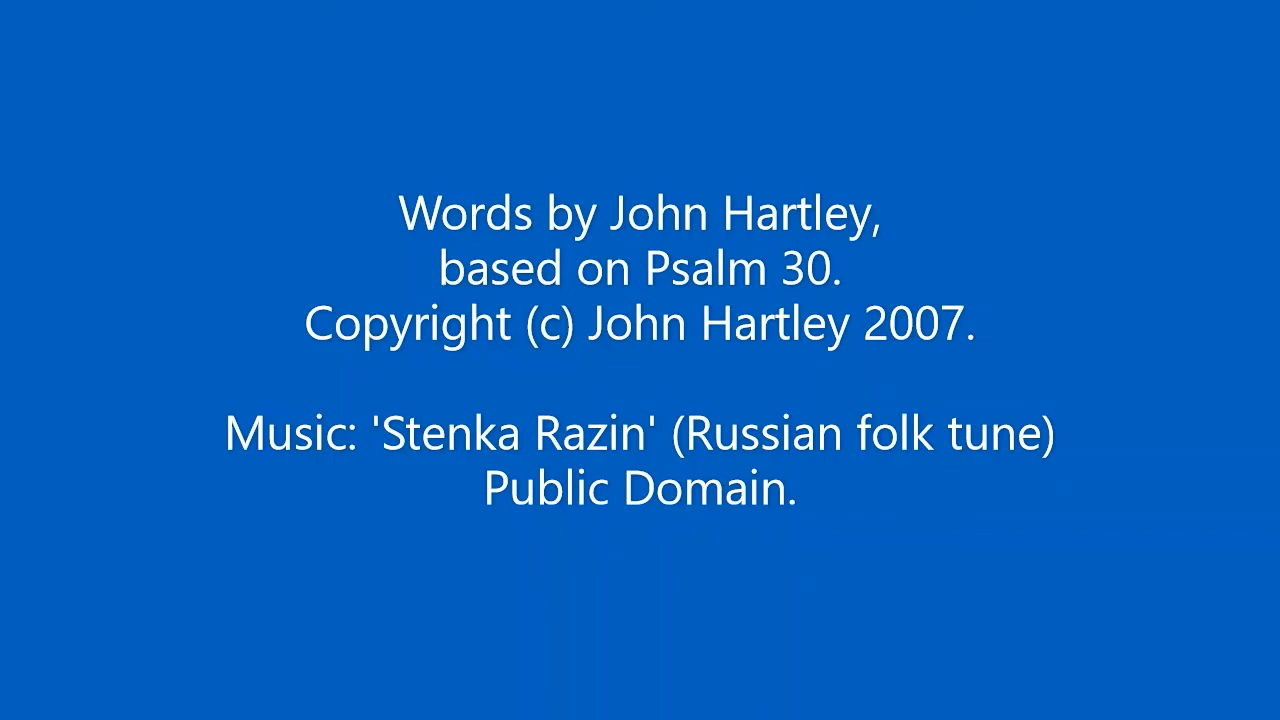 Words by John Hartley,
based on Psalm 30.
Copyright (c) John Hartley 2007.
Music: 'Stenka Razin' (Russian folk tune)
Public Domain.